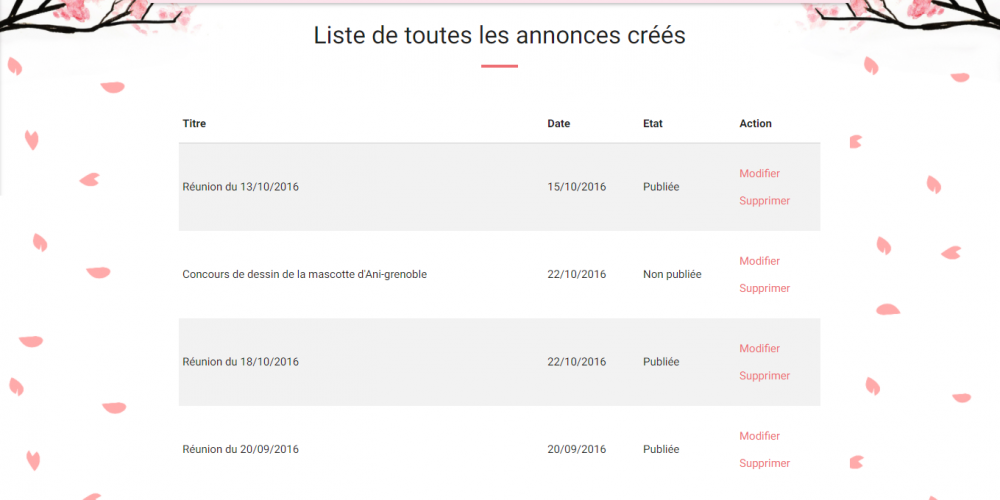 Liste de toutes les annonces créés
Titre Date Etat Action
Réunion du 13/10/2016 15/10/2016 Publiée Modifier
Supprimer
Concours de dessin de la mascotte d'Ani-grenoble 22/10/2016 Non publiée Modifier
Supprimer
Réunion du 18/10/2016 22/10/2016 Publiée Modifier
Supprimer
Réunion du 20/09/2016 20/09/2016 Publiée Modifier
Supprimer